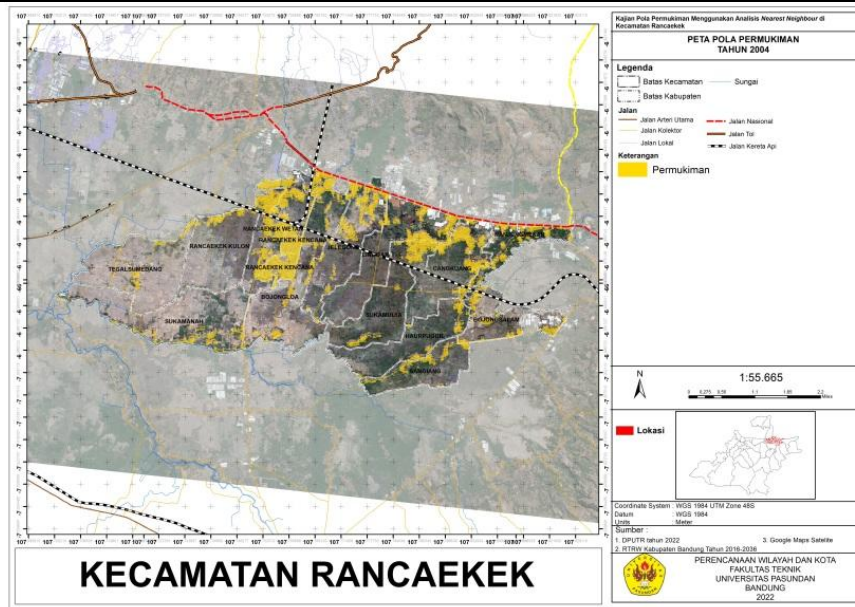 Kajian Pola Permukiman Menggunakan Analisis Nearest Neighbour di
Kecamatan Rancaekek
PETA POLA PERMUKIMAN
TAHUN 2004
Legenda
Batas Kecamatan
Sungai
Batas Kabupaten
Jalan
Jalan Arteri Utama
Jalan Nasional
Jalan Kolektor
Jalan Tol
Jalan Lokal
Jalan Kereta Api
Keterangan
Permukiman
RANCAEKEK WETAN
RANCAEKEK KENCANA
RANCAEKEK KULON
TEGALSUMEDANG
RANCAEKEK KENCANA
CANGKUANG
BOJONGLOA
SUKAMANAH
SUKAMULYA
HAURPUGUR
BOJONGSALAM
SANGIANG
N
1:55.665
Lokasi
Coordinate System : WGS 1984 UTM Zone 48S
Datum : WGS 1984
Units : Meter
Sumber :
1. DPUTR tahun 2022
3. Google Maps Satelite
2. RTRW Kabupaten Bandung Tahun 2016-2036
PERENCANAAN WILAYAH DAN KOTA
FAKULTAS TEKNIK
UNIVERSITAS PASUNDAN
BANDUNG
2022
KECAMATAN RANCAEKEK